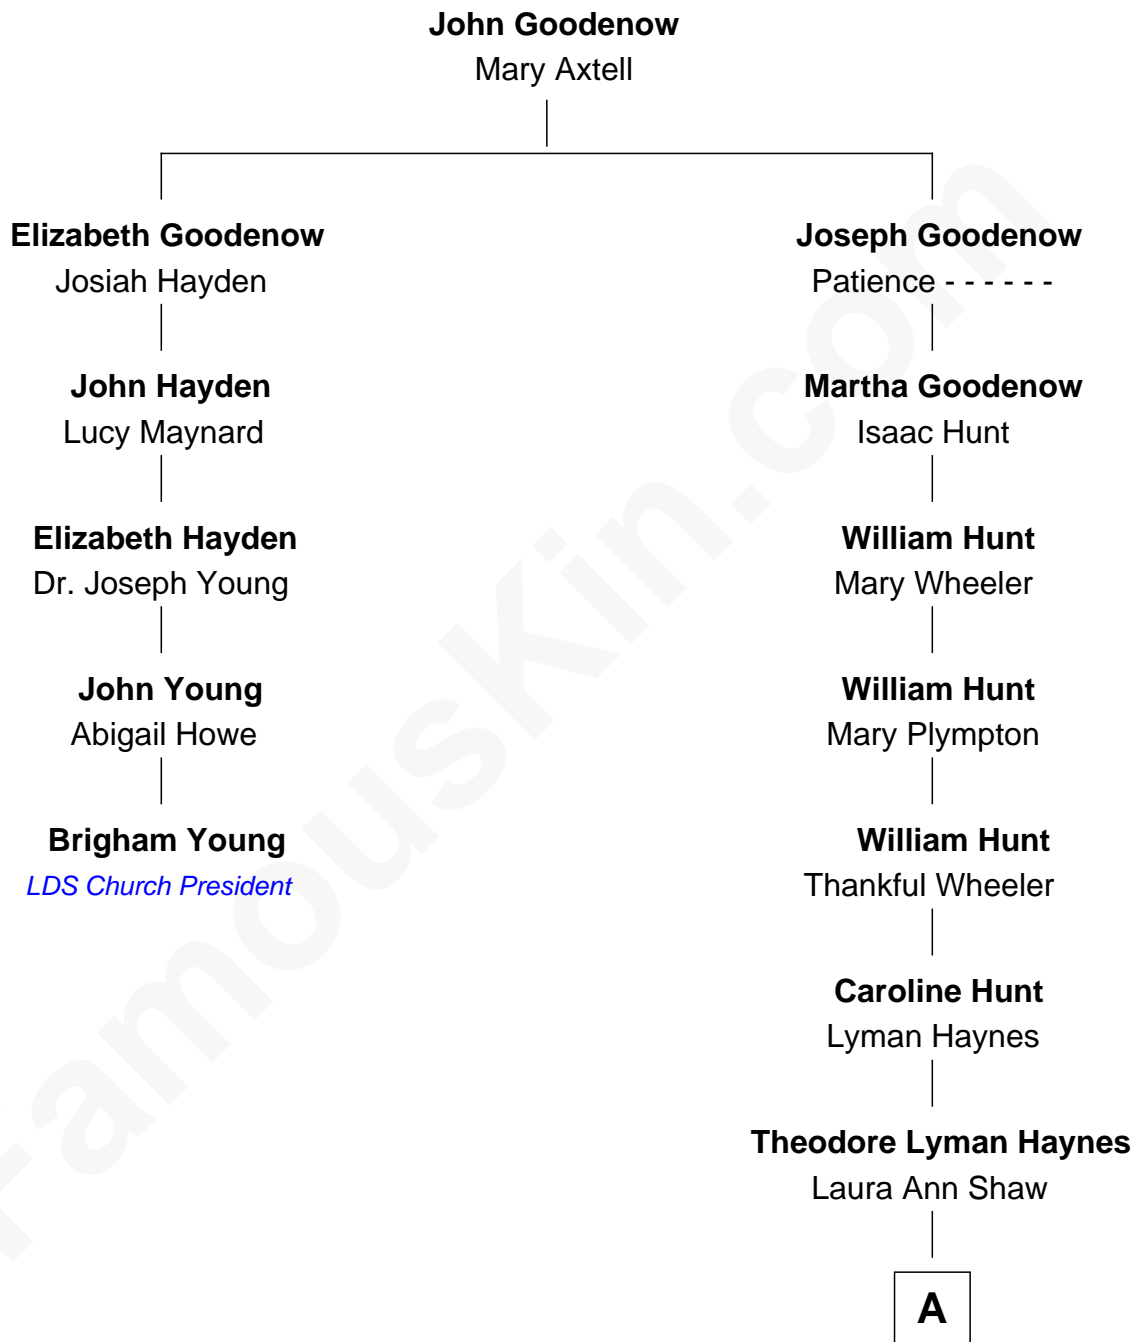 John Goodenow
Mary Axtell
Elizabeth Goodenow
Josiah Hayden
John Hayden
Lucy Maynard
Elizabeth Hayden
Dr. Joseph Young
John Young
Abigail Howe
Brigham Young
LDS Church President
Joseph Goodenow
Patience - - - - - -
Martha Goodenow
Isaac Hunt
William Hunt
Mary Wheeler
William Hunt
Mary Plympton
William Hunt
Thankful Wheeler
Caroline Hunt
Lyman Haynes
Theodore Lyman Haynes
Laura Ann Shaw
A
FamousKin.com